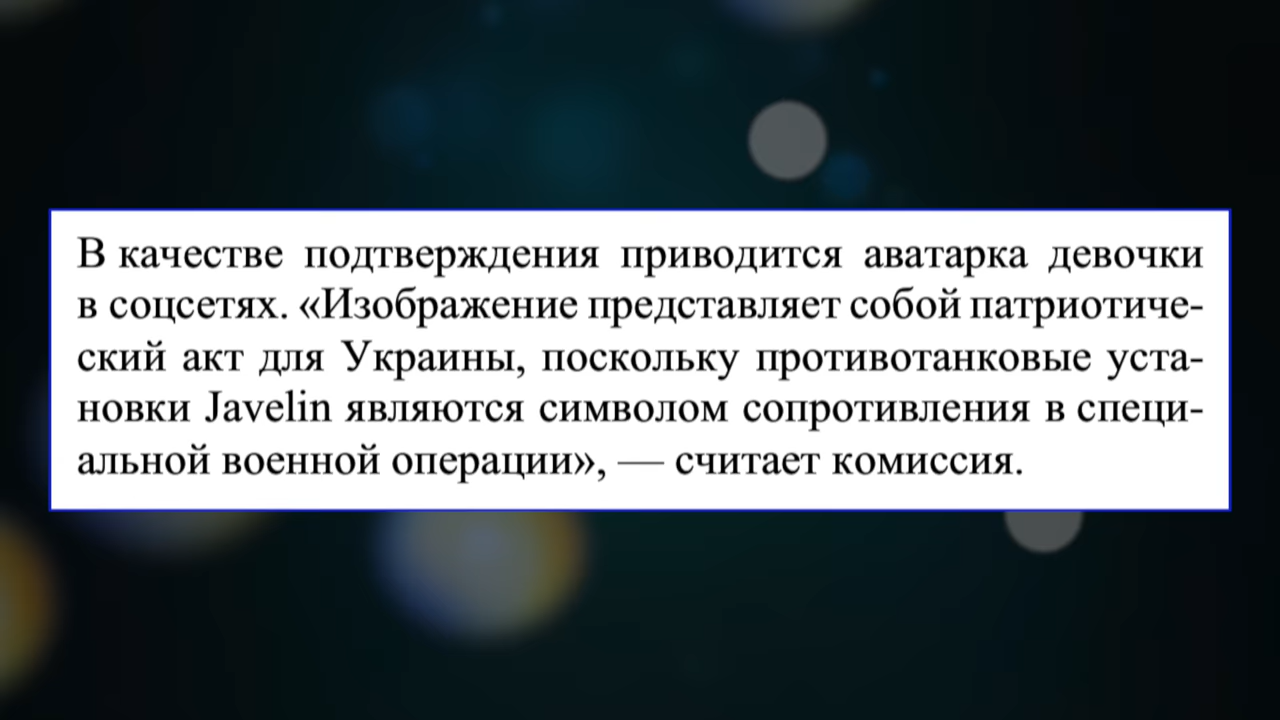 В качестве подтверждения приводится аватарка девочки
в соцсетях. «Изображение представляет собой патриотиче-
ский акт для Украины, поскольку противотанковые уста-
новки Javelin являются символом сопротивления в специ-
альной военной операции», — считает комиссия.